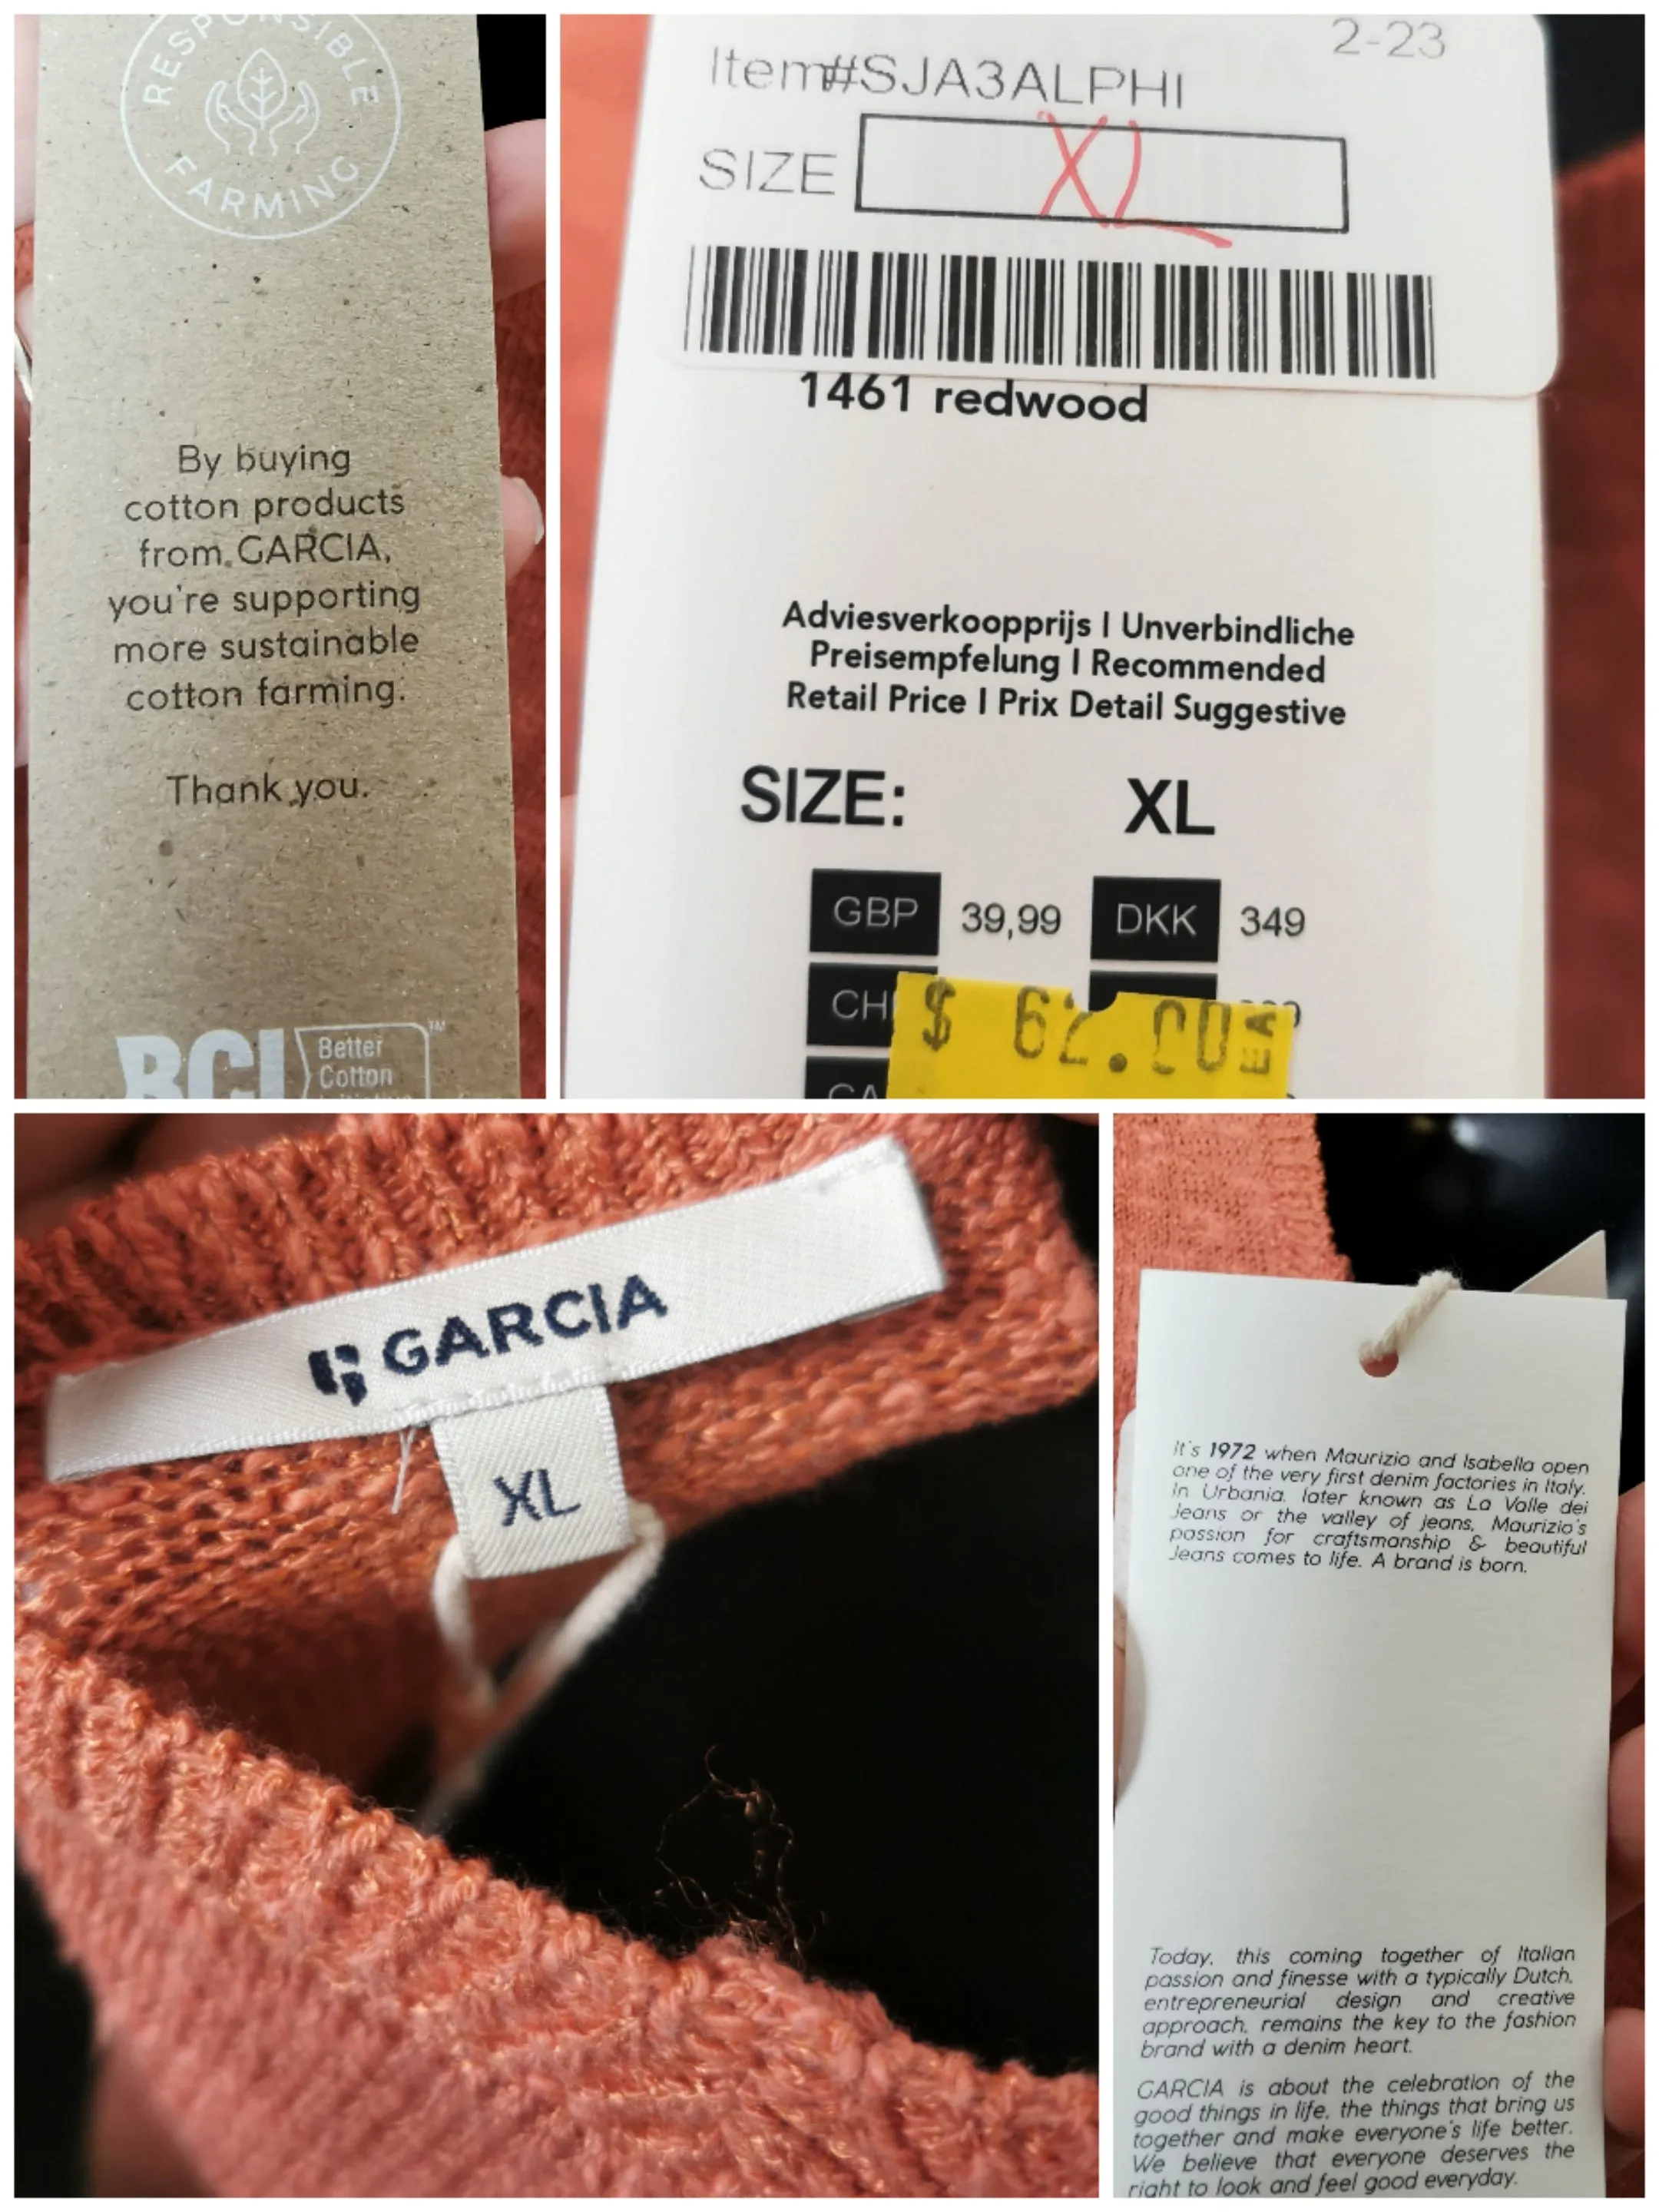 RESPONSIBLE
FARMING
By buying
cotton products
from GARCIA,
you're supporting
more sustainable
cotton farming.
Thank you.
BCI
Better
Cotton
™
2-23
Item#SJA3ALPHI
SIZE XL
1461 redwood
Adviesverkoopprijs | Unverbindliche
Preisempfelung | Recommended
Retail Price | Prix Detail Suggestive
SIZE: XL
GBP 39,99 DKK 349
CH
$ 62.00 EA
CA
GARCIA
XL
It's 1972 when Maurizio and Isabella open
one of the very first denim factories in Italy.
In Urbania, later known as La Valle dei
Jeans or the valley of jeans, Maurizio's
passion for craftsmanship & beautiful
Jeans comes to life. A brand is born.
Today, this coming together of Italian
passion and finesse with a typically Dutch,
entrepreneurial design and creative
approach, remains the key to the fashion
brand with a denim heart.
GARCIA is about the celebration of the
good things in life, the things that bring us
together and make everyone's life better.
We believe that everyone deserves the
right to look and feel good everyday.